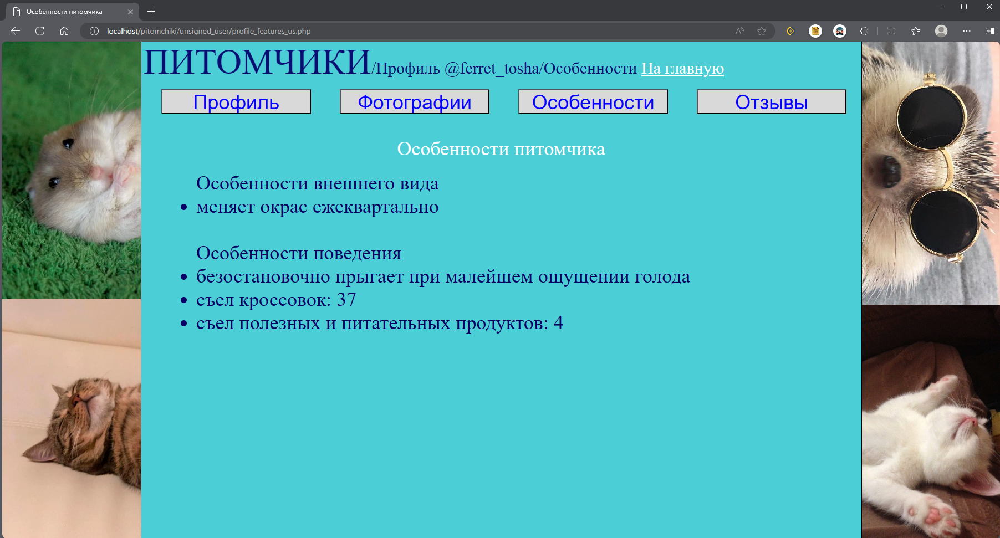 Особенности питомчика
localhost/pitomchiki/unsigned_user/profile_features_us.php
ПИТОМЧИКИ/Профиль @ferret_tosha/Особенности На главную
Профиль Фотографии Особенности Отзывы
Особенности питомчика
Особенности внешнего вида
• меняет окрас ежеквартально
Особенности поведения
• безостановочно прыгает при малейшем ощущении голода
• съел кроссовок: 37
• съел полезных и питательных продуктов: 4